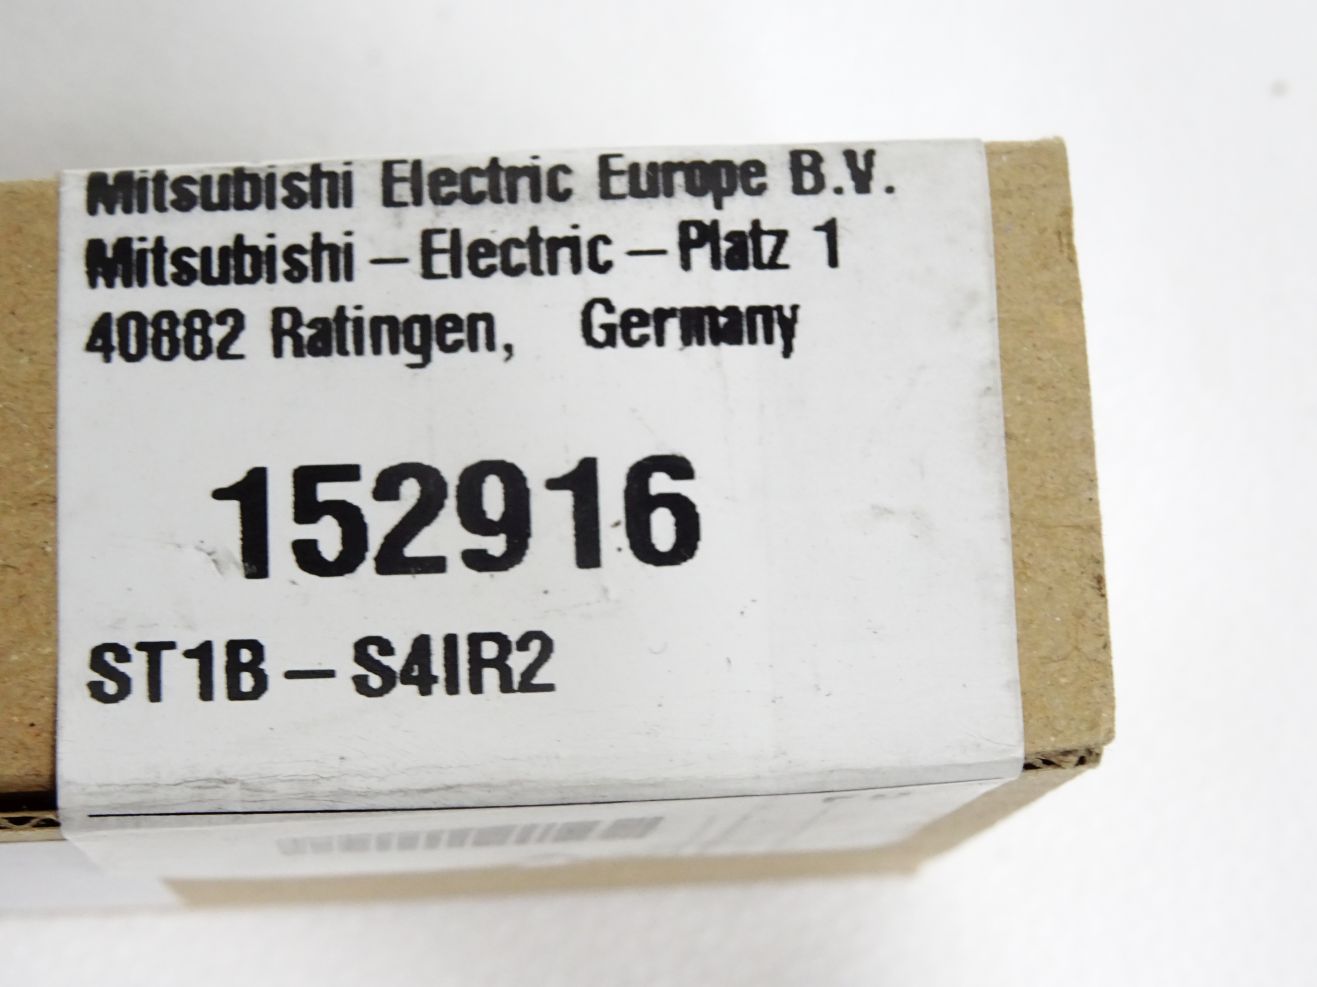 Mitsubishi Electric Europe B.V.
Mitsubishi-Electric-Platz 1
40882 Ratingen, Germany
152916
ST1B-S4IR2